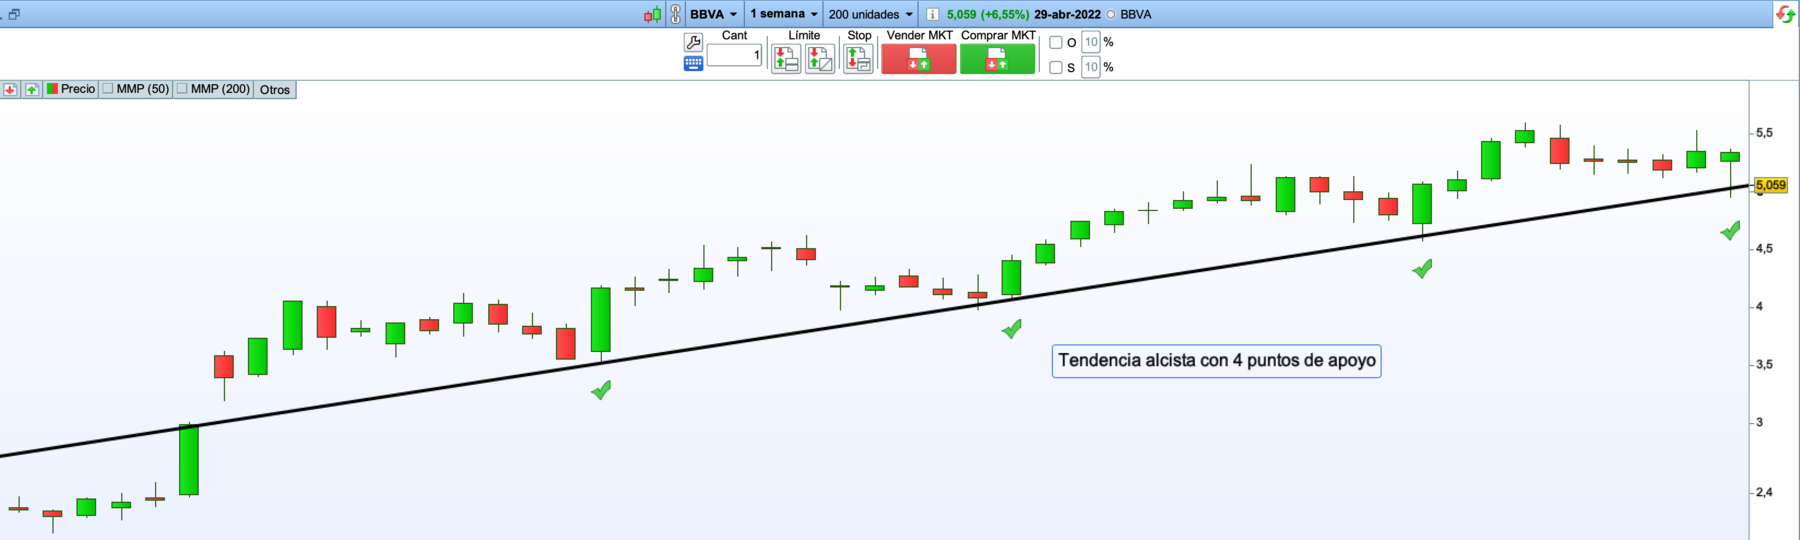 BBVA 1 semana 200 unidades 5,059 (+6,55%) 29-abr-2022 BBVA
Cant Límite Stop Vender MKT Comprar MKT
1
O 10 %
S 10 %
Precio MMP (50) MMP (200) Otros
5,5
5,059
4,5
4
Tendencia alcista con 4 puntos de apoyo
3,5
3
2,4